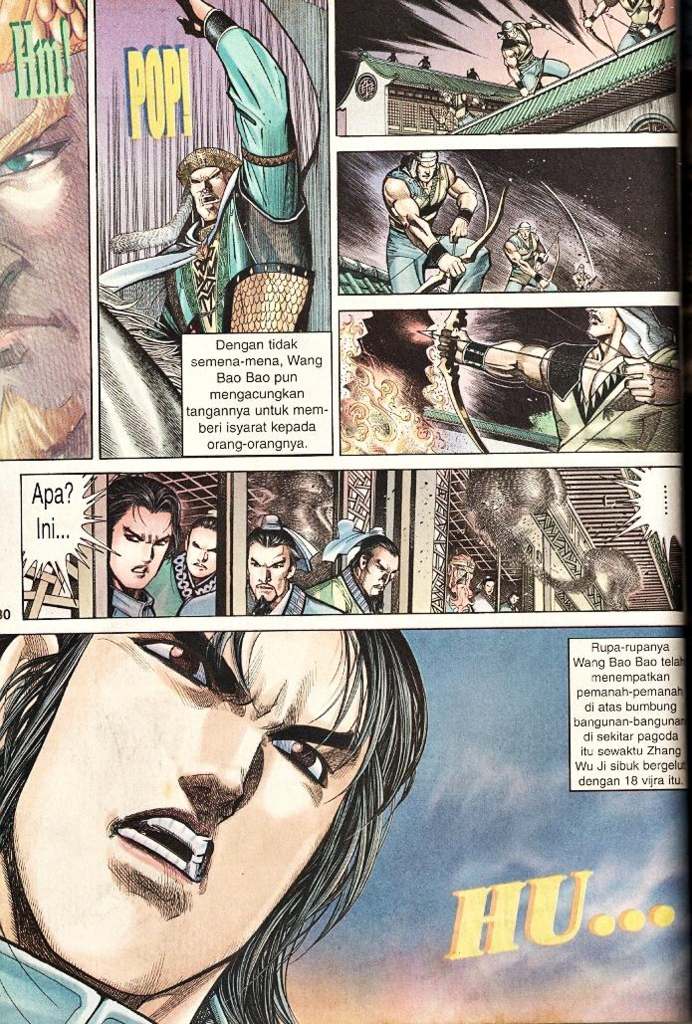 Hm!
POP!
Dengan tidak
semena-mena, Wang
Bao Bao pun
mengacungkan
tangannya untuk mem-
beri isyarat kepada
orang-orangnya.
Apa?
Ini...
......
30
Rupa-rupanya
Wang Bao Bao telah
menempatkan
pemanah-pemanah
di atas bumbung
bangunan-bangunan
di sekitar pagoda
itu sewaktu Zhang
Wu Ji sibuk bergelut
dengan 18 vijra itu.
HU...